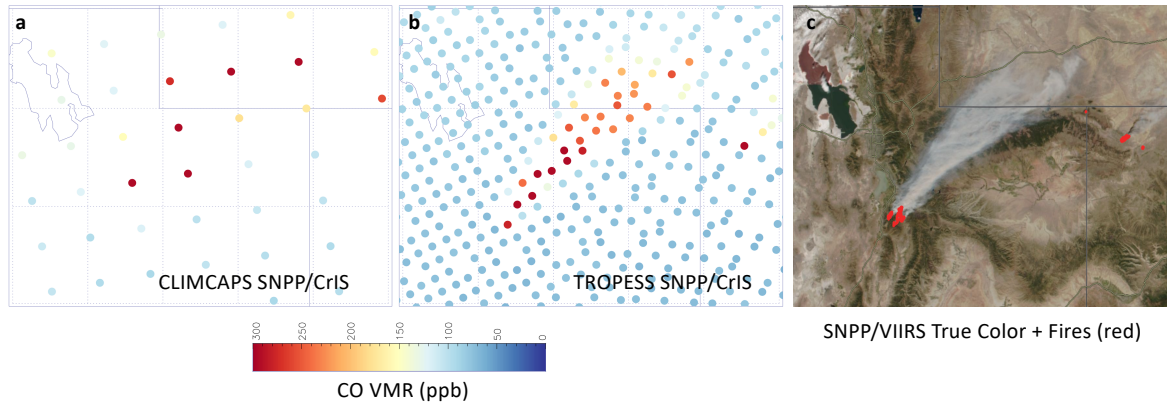 a
b
c
CLIMCAPS SNPP/CrIS
TROPESS SNPP/CrIS
SNPP/VIIRS True Color + Fires (red)
300
250
200
150
100
50
0
CO VMR (ppb)